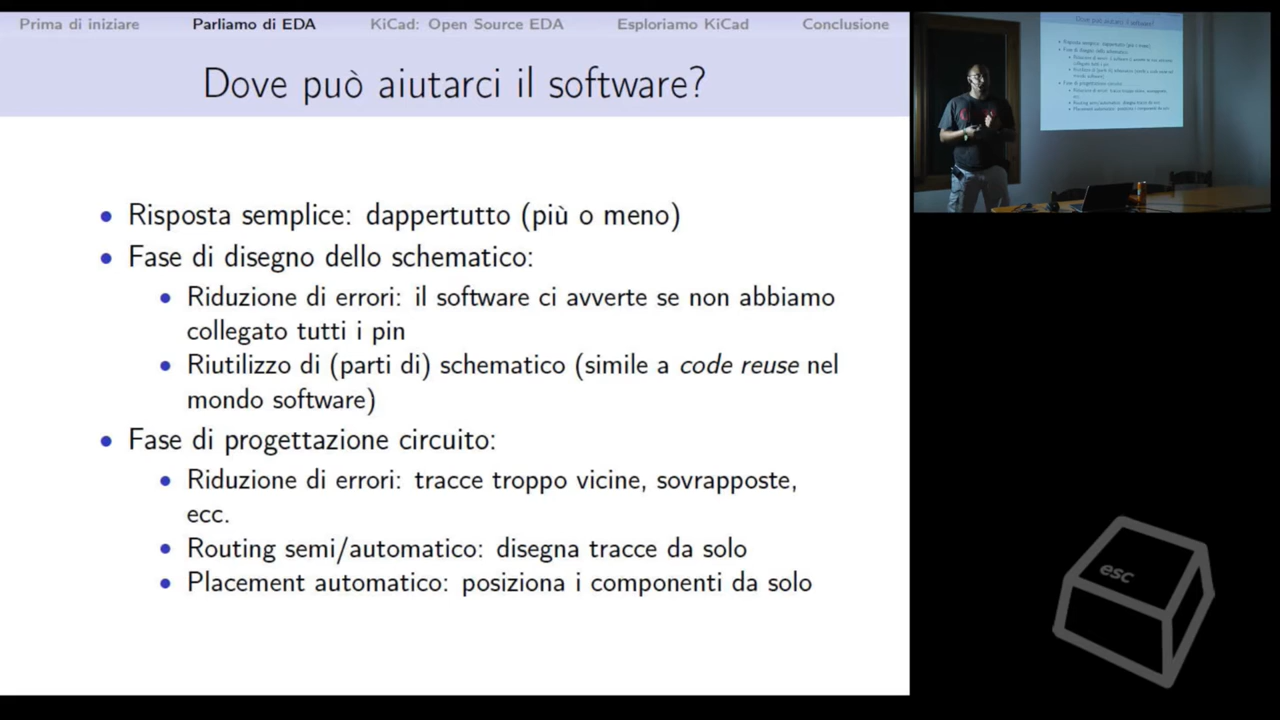 Prima di iniziare Parliamo di EDA KiCad: Open Source EDA Esploriamo KiCad Conclusione
Dove può aiutarci il software?
• Risposta semplice: dappertutto (più o meno)
• Fase di disegno dello schematico:
• Riduzione di errori: il software ci avverte se non abbiamo
collegato tutti i pin
• Riutilizzo di (parti di) schematico (simile a code reuse nel
mondo software)
• Fase di progettazione circuito:
• Riduzione di errori: tracce troppo vicine, sovrapposte,
ecc.
• Routing semi/automatico: disegna tracce da solo
• Placement automatico: posiziona i componenti da solo
esc